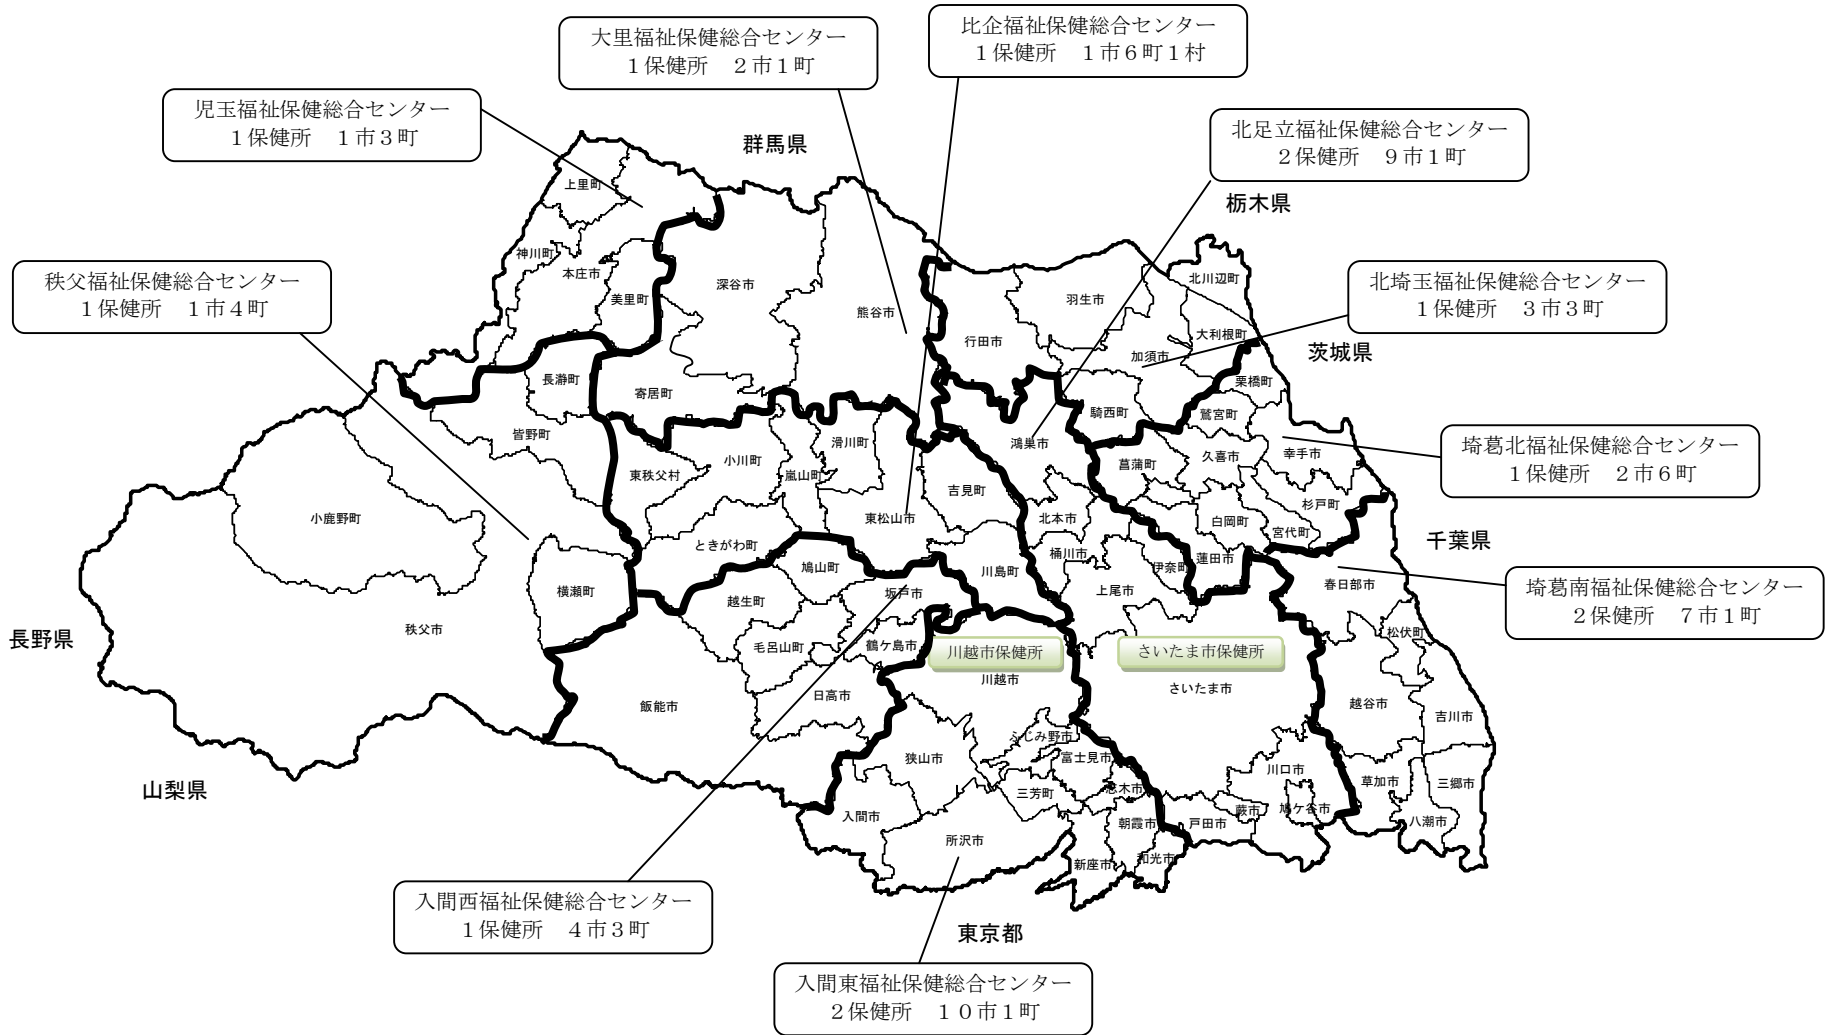 大里福祉保健総合センター
１保健所　２市１町
比企福祉保健総合センター
１保健所　１市６町１村
児玉福祉保健総合センター
１保健所　１市３町
北足立福祉保健総合センター
２保健所　９市１町
秩父福祉保健総合センター
１保健所　１市４町
北埼玉福祉保健総合センター
１保健所　３市３町
埼葛北福祉保健総合センター
１保健所　２市６町
埼葛南福祉保健総合センター
２保健所　７市１町
入間西福祉保健総合センター
１保健所　４市３町
入間東福祉保健総合センター
２保健所　１０市１町
群馬県
栃木県
茨城県
千葉県
長野県
山梨県
東京都
上里町
神川町
本庄市
美里町
深谷市
熊谷市
行田市
羽生市
北川辺町
大利根町
加須市
栗橋町
騎西町
鷲宮町
長瀞町
寄居町
皆野町
東秩父村
小川町
嵐山町
滑川町
吉見町
鴻巣市
菖蒲町
久喜市
幸手市
杉戸町
白岡町
宮代町
小鹿野町
東松山市
北本市
ときがわ町
桶川市
蓮田市
伊奈町
横瀬町
鳩山町
川島町
上尾市
春日部市
越生町
坂戸市
秩父市
毛呂山町
鶴ケ島市
川越市保健所
さいたま市保健所
松伏町
川越市
さいたま市
飯能市
日高市
越谷市
吉川市
ふじみ野市
狭山市
富士見市
川口市
草加市
三郷市
三芳町
志木市
蕨市
鳩ケ谷市
入間市
朝霞市
戸田市
八潮市
所沢市
新座市
和光市